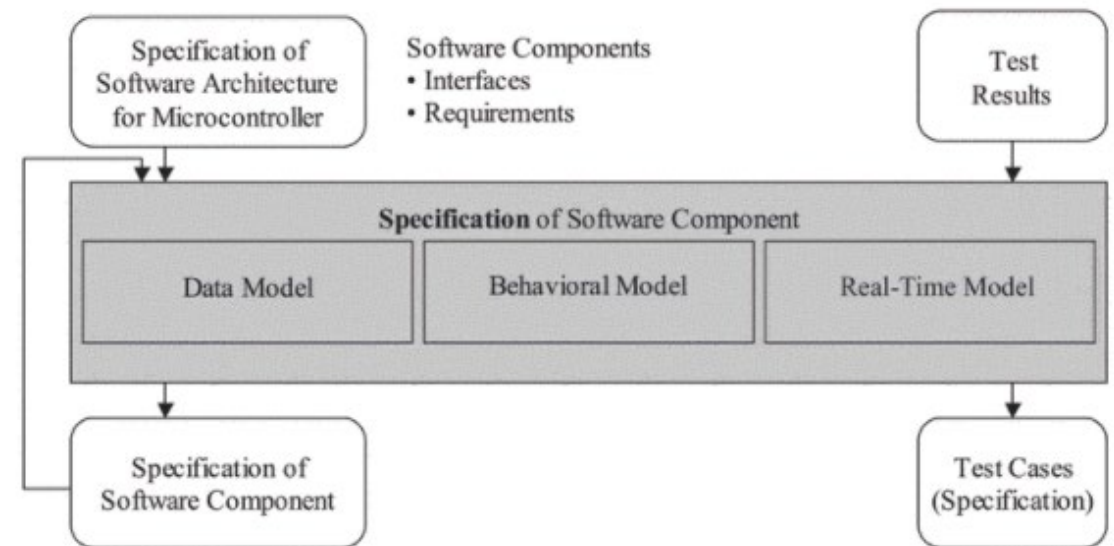 Specification of
Software Architecture
for Microcontroller
Software Components
• Interfaces
• Requirements
Test
Results
Specification of Software Component
Data Model
Behavioral Model
Real-Time Model
Specification of
Software Component
Test Cases
(Specification)